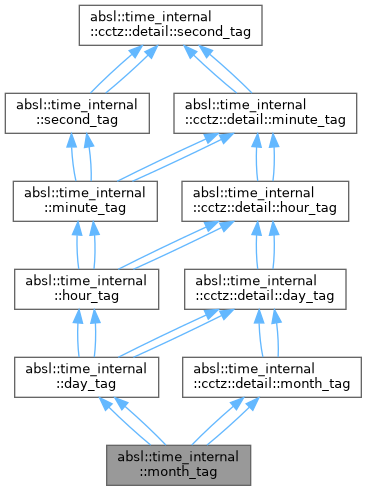 absl::time_internal
::cctz::detail::second_tag
absl::time_internal
::second_tag
absl::time_internal
::cctz::detail::minute_tag
absl::time_internal
::minute_tag
absl::time_internal
::cctz::detail::hour_tag
absl::time_internal
::hour_tag
absl::time_internal
::cctz::detail::day_tag
absl::time_internal
::day_tag
absl::time_internal
::cctz::detail::month_tag
absl::time_internal
::month_tag